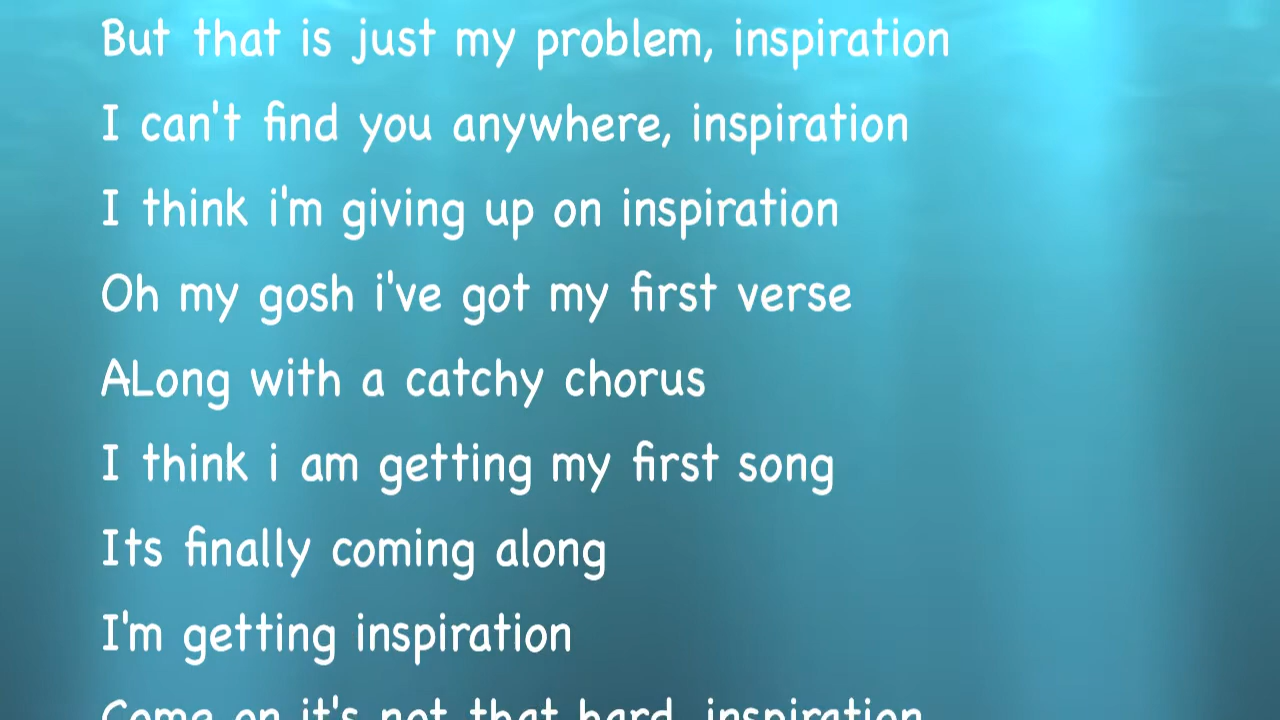 But that is just my problem, inspiration
I can't find you anywhere, inspiration
I think i'm giving up on inspiration
Oh my gosh i've got my first verse
ALong with a catchy chorus
I think i am getting my first song
Its finally coming along
I'm getting inspiration
Come on it's not that hard, inspiration